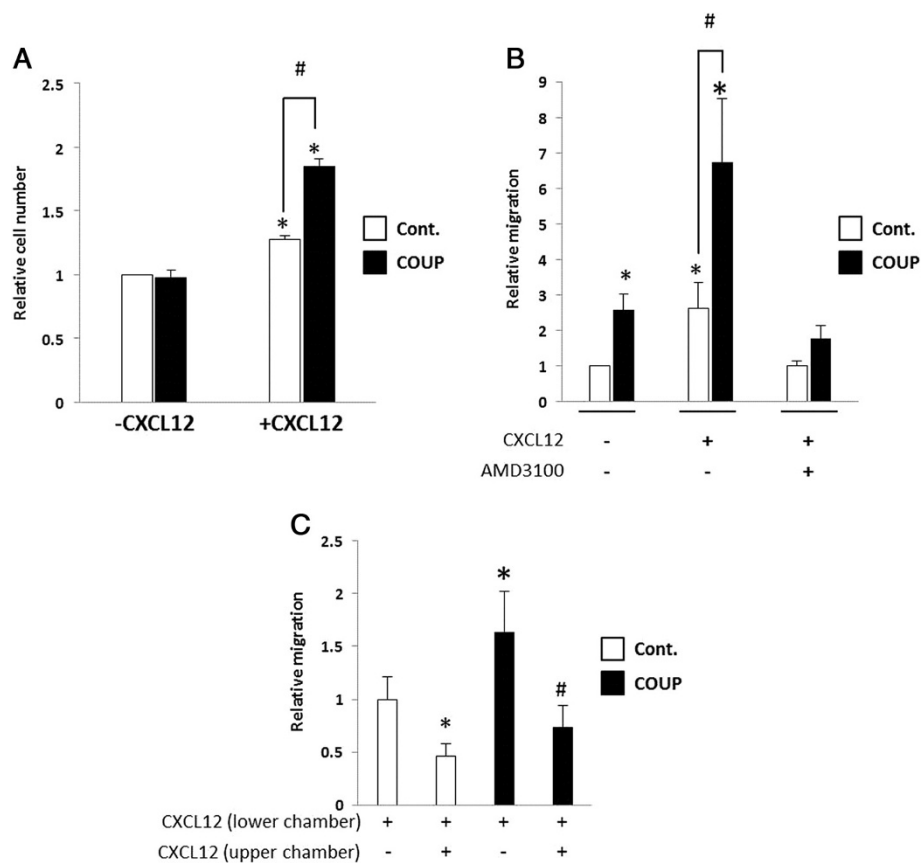 A
#
2.5
2
1.5
1
0.5
0
Relative cell number
*
*
Cont.
COUP
-CXCL12 +CXCL12
B
#
9
8
7
6
5
4
3
2
1
0
Relative migration
*
*
*
Cont.
COUP
CXCL12 - + +
AMD3100 - - +
C
2.5
2
1.5
1
0.5
0
Relative migration
*
*
#
Cont.
COUP
CXCL12 (lower chamber) + + + +
CXCL12 (upper chamber) - + - +